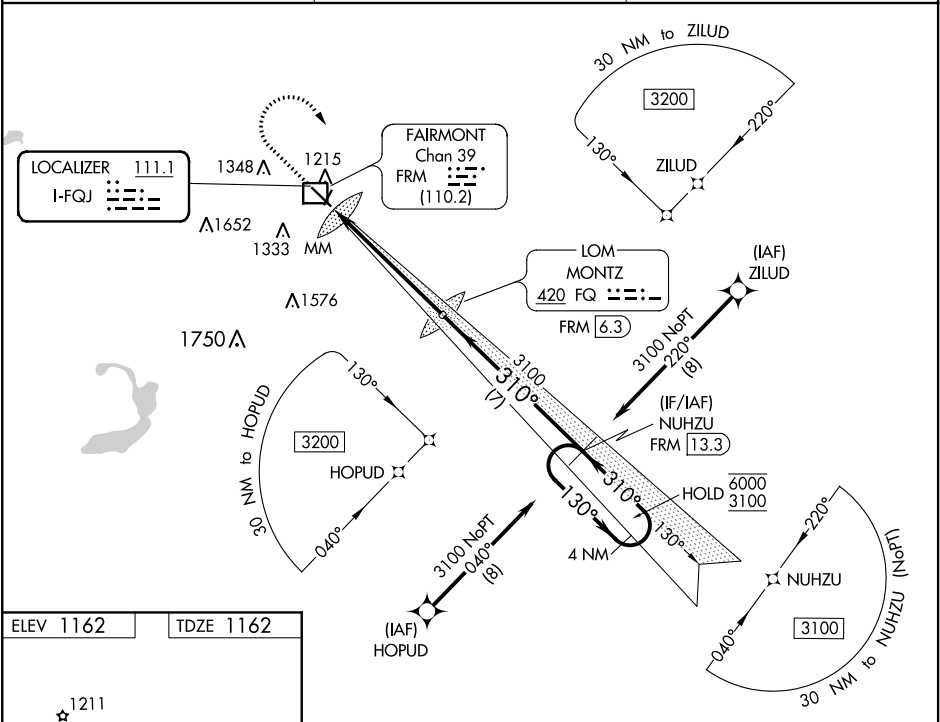 30 NM to ZILUD
3200
130°
220°
ZILUD
FAIRMONT
Chan 39
FRM
(110.2)
LOCALIZER 111.1
I-FQJ
1348
1215
1652
1333
MM
1576
1750
LOM
MONTZ
420 FQ
FRM 6.3
(IAF)
ZILUD
3100 NoPT
220°
(8)
3100
310°
(7)
(IF/IAF)
NUHZU
FRM 13.3
30 NM to HOPUD
130°
3200
HOPUD
040°
310°
130°
HOLD 6000
3100
130°
4 NM
3100 NoPT
040°
(8)
(IAF)
HOPUD
220°
NUHZU
040°
3100
30 NM to NUHZU (NoPT)
ELEV 1162
TDZE 1162
1211